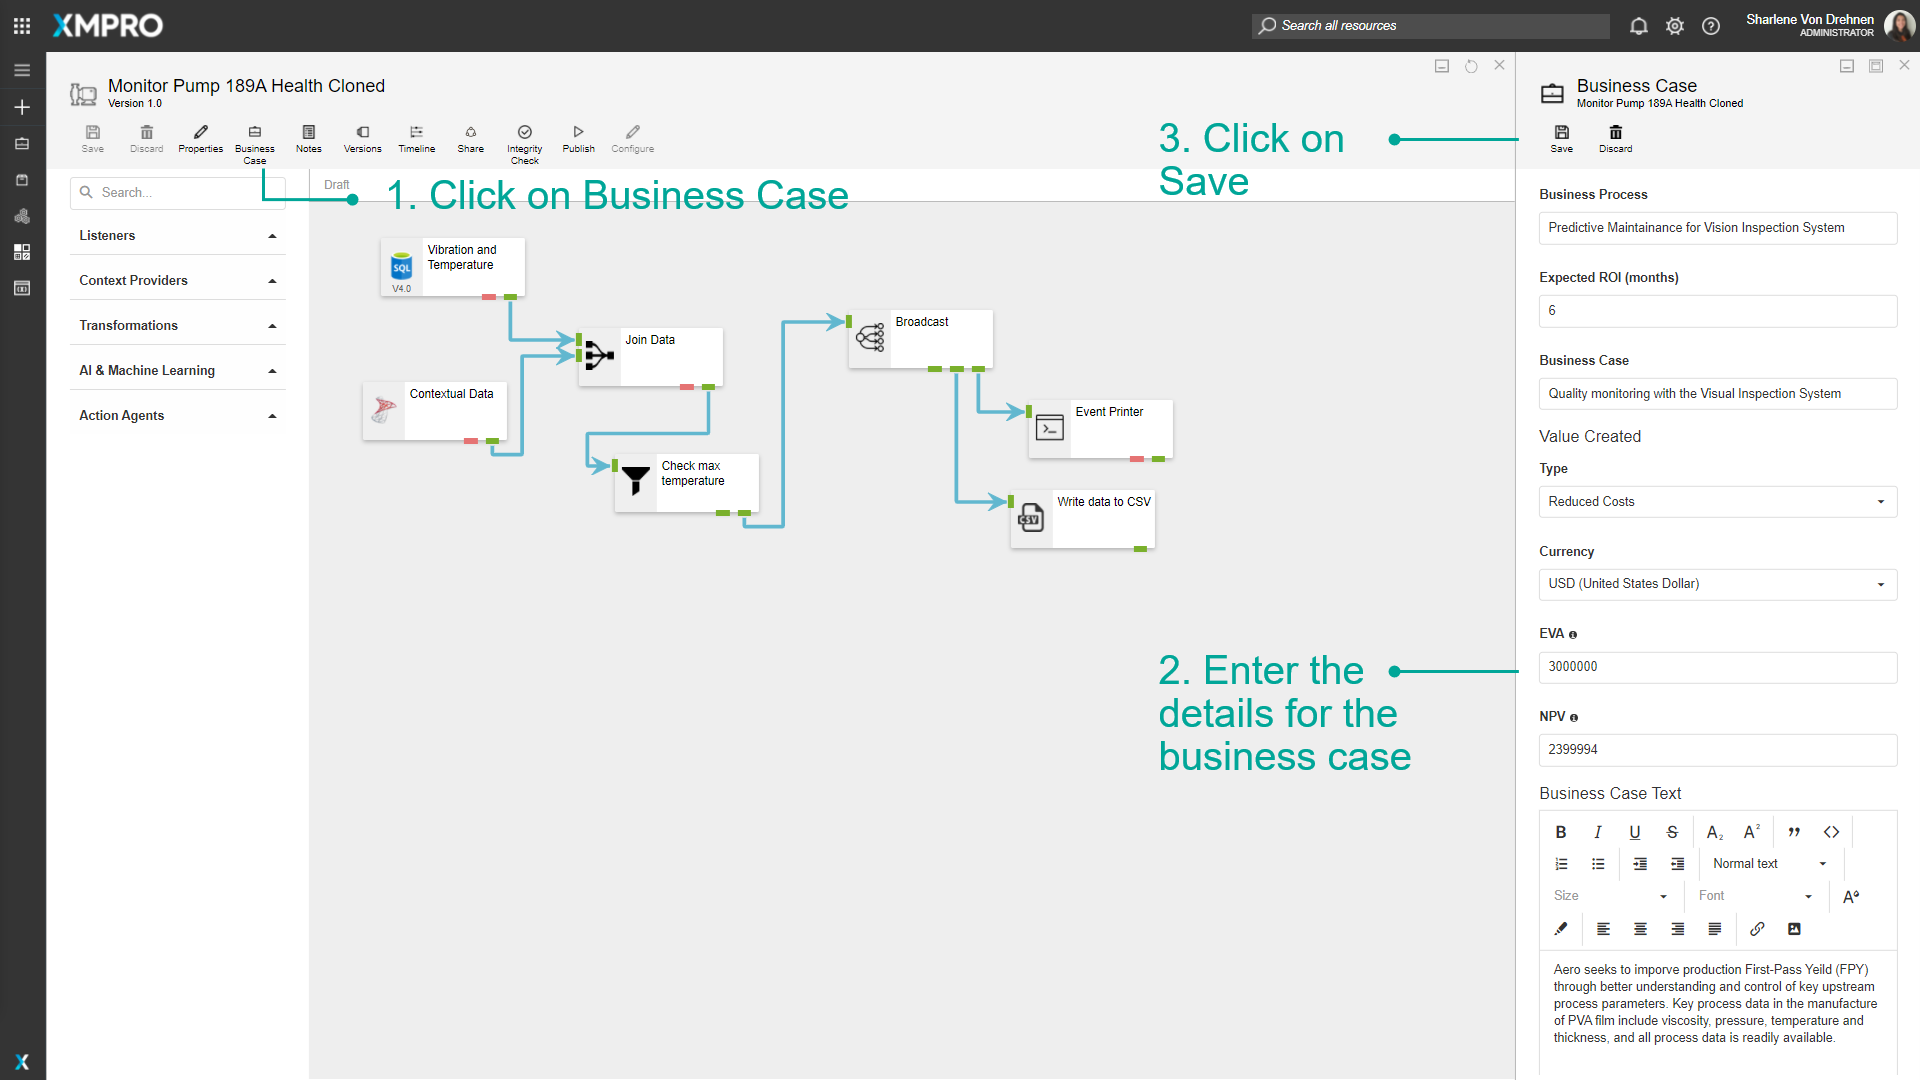 XMPRO
Search all resources
Sharlene Von Drehnen
ADMINISTRATOR
Monitor Pump 189A Health Cloned
Version 1.0
Save
Discard
Properties
Business
Case
Notes
Versions
Timeline
Share
Integrity
Check
Publish
Configure
Search...
Draft
1. Click on Business Case
3. Click on
Save
Listeners
Context Providers
Transformations
AI & Machine Learning
Action Agents
Vibration and
Temperature
SQL
V4.0
Contextual Data
Join Data
Check max
temperature
Broadcast
Event Printer
Write data to CSV
CSV
2. Enter the
details for the
business case
Business Case
Monitor Pump 189A Health Cloned
Save
Discard
Business Process
Predictive Maintainance for Vision Inspection System
Expected ROI (months)
6
Business Case
Quality monitoring with the Visual Inspection System
Value Created
Type
Reduced Costs
Currency
USD (United States Dollar)
EVA
3000000
NPV
2399994
Business Case Text
B I U S A2 A2
Normal text
Size
Font
A
Aero seeks to imporve production First-Pass Yeild (FPY)
through better understanding and control of key upstream
process parameters. Key process data in the manufacture
of PVA film include viscosity, pressure, temperature and
thickness, and all process data is readily available.
X